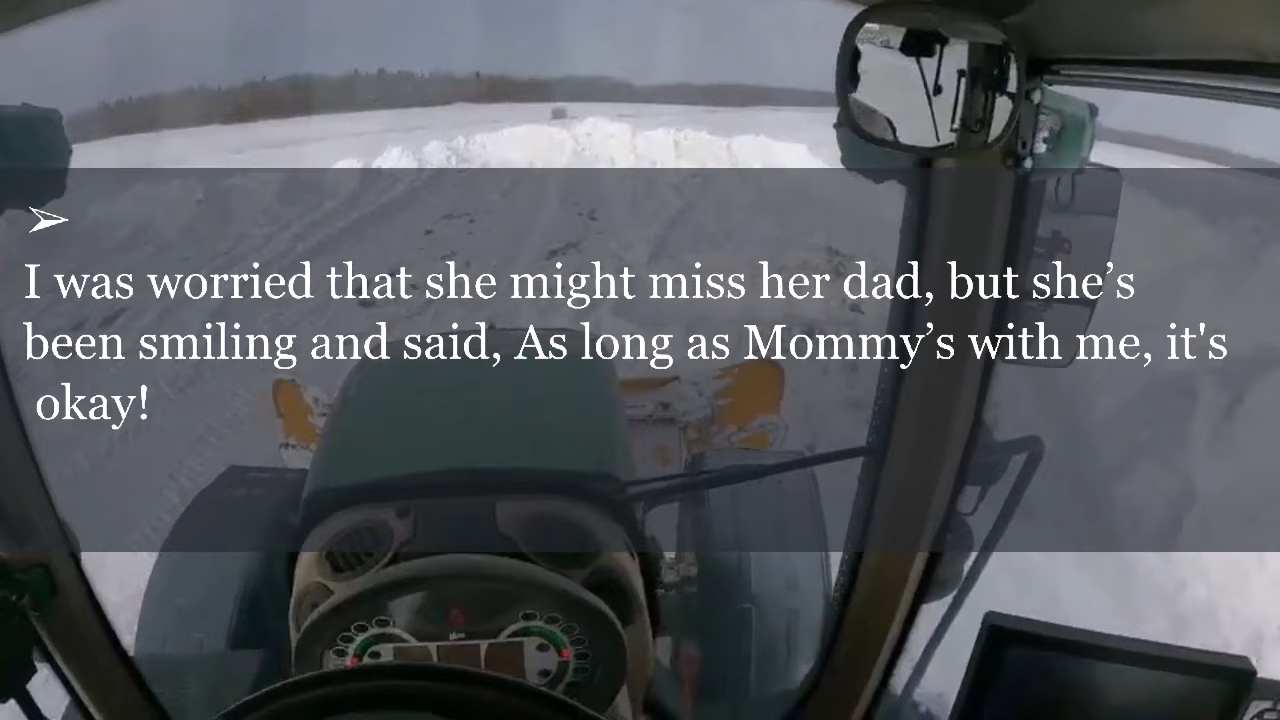 ➢
I was worried that she might miss her dad, but she’s
been smiling and said, As long as Mommy’s with me, it's
okay!